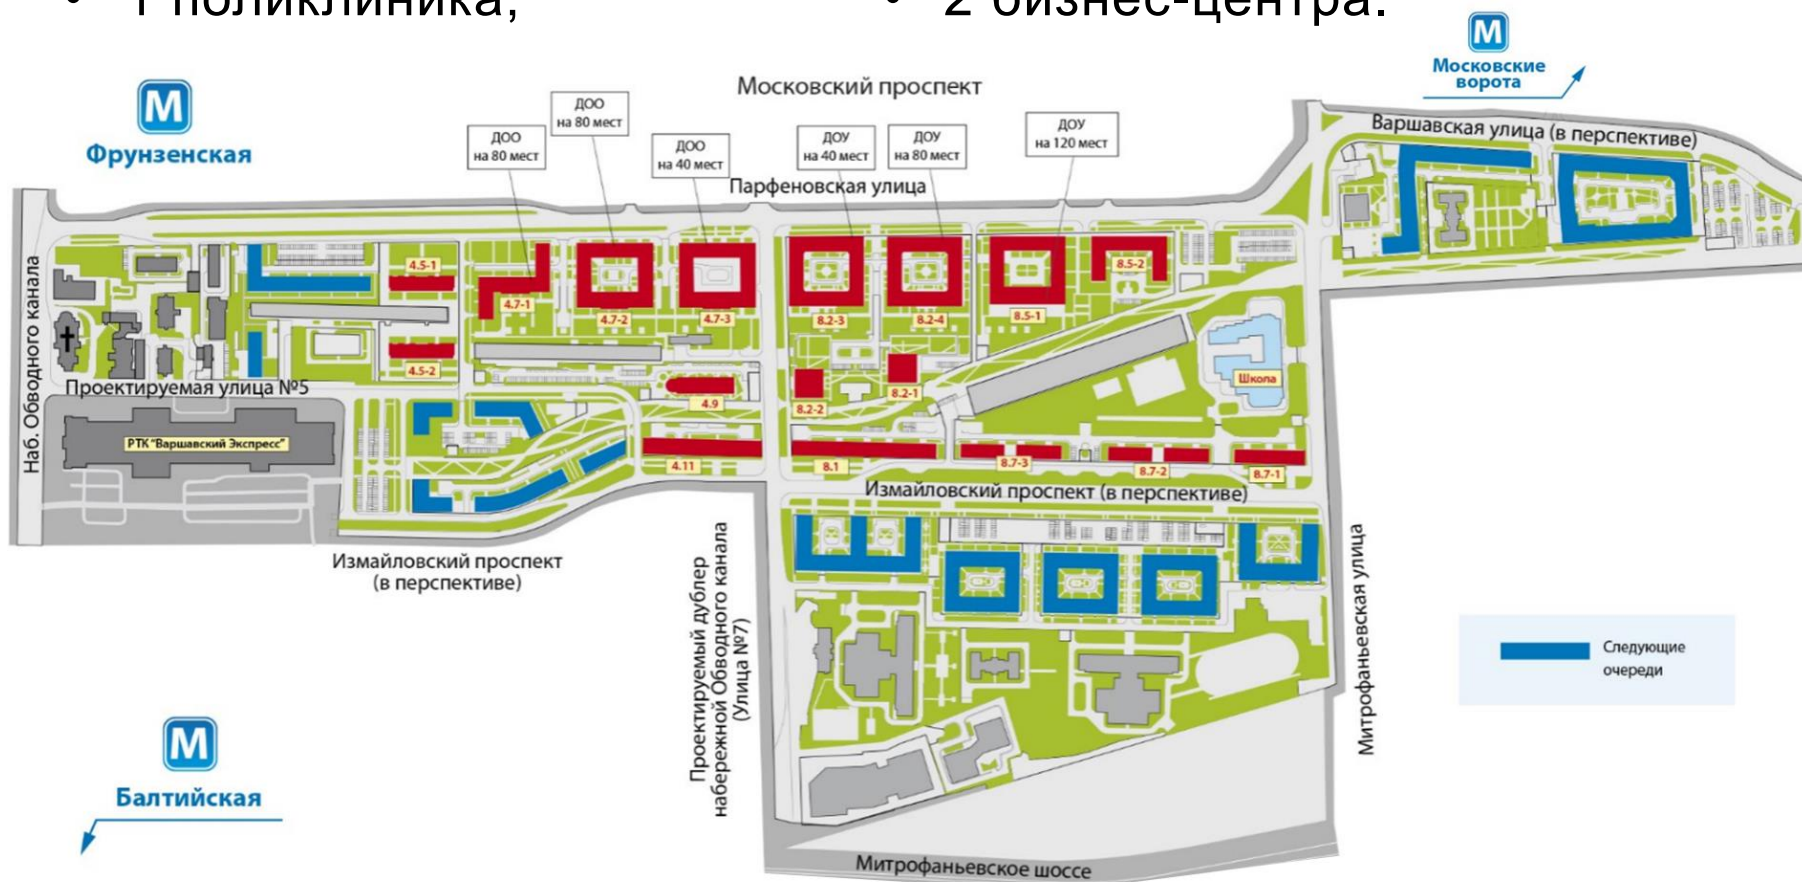 • 1 поликлиника;
• 2 бизнес-центра.
М
Московские
ворота
М
Фрунзенская
Московский проспект
ДОО
на 80 мест
ДОО
на 80 мест
ДОО
на 40 мест
ДОУ
на 40 мест
ДОУ
на 80 мест
ДОУ
на 120 мест
Варшавская улица (в перспективе)
Парфеновская улица
Наб. Обводного канала
4.5-1
4.7-1
4.7-2
4.7-3
8.2-3
8.2-4
8.5-1
8.5-2
4.5-2
Проектируемая улица №5
4.9
8.2-2
8.2-1
Школа
РТК "Варшавский Экспресс"
4.11
8.1
8.7-3
8.7-2
8.7-1
Измайловский проспект (в перспективе)
Измайловский проспект
(в перспективе)
Проектируемый дублер
набережной Обводного канала
(Улица №7)
Митрофаньевская улица
Следующие
очереди
М
Балтийская
Митрофаньевское шоссе